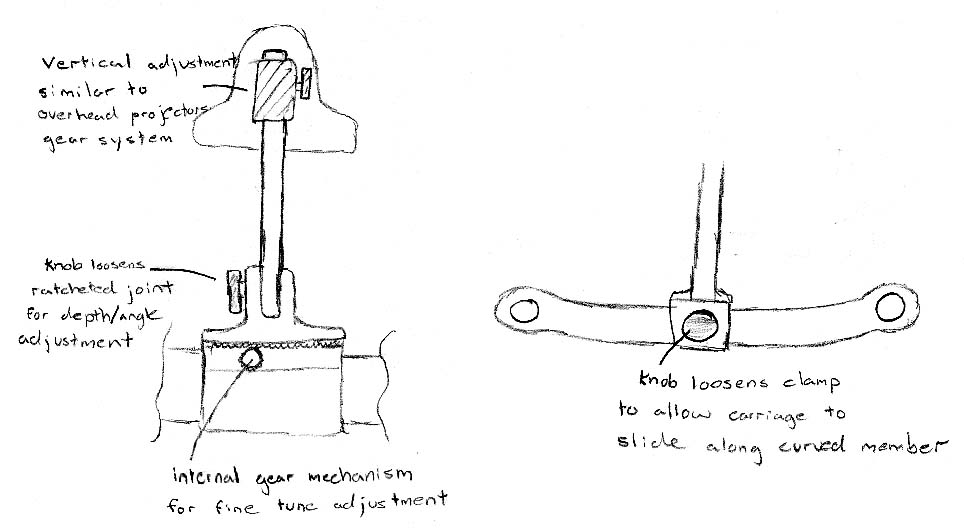 Vertical adjustment
similar to
overhead projectors
gear system
Knob loosens
ratcheted joint
for depth/angle
adjustment
internal gear mechanism
for fine tune adjustment
Knob loosens clamp
to allow carriage to
slide along curved member